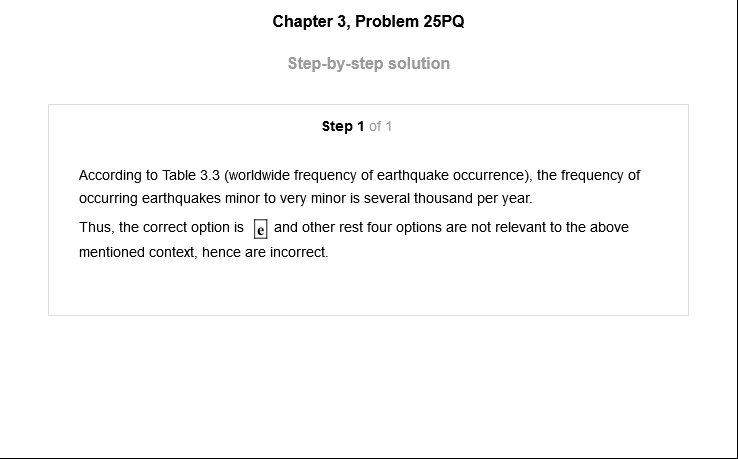 Chapter 3, Problem 25PQ
Step-by-step solution
Step 1 of 1
According to Table 3.3 (worldwide frequency of earthquake occurrence), the frequency of
occurring earthquakes minor to very minor is several thousand per year.
Thus, the correct option is e and other rest four options are not relevant to the above
mentioned context, hence are incorrect.